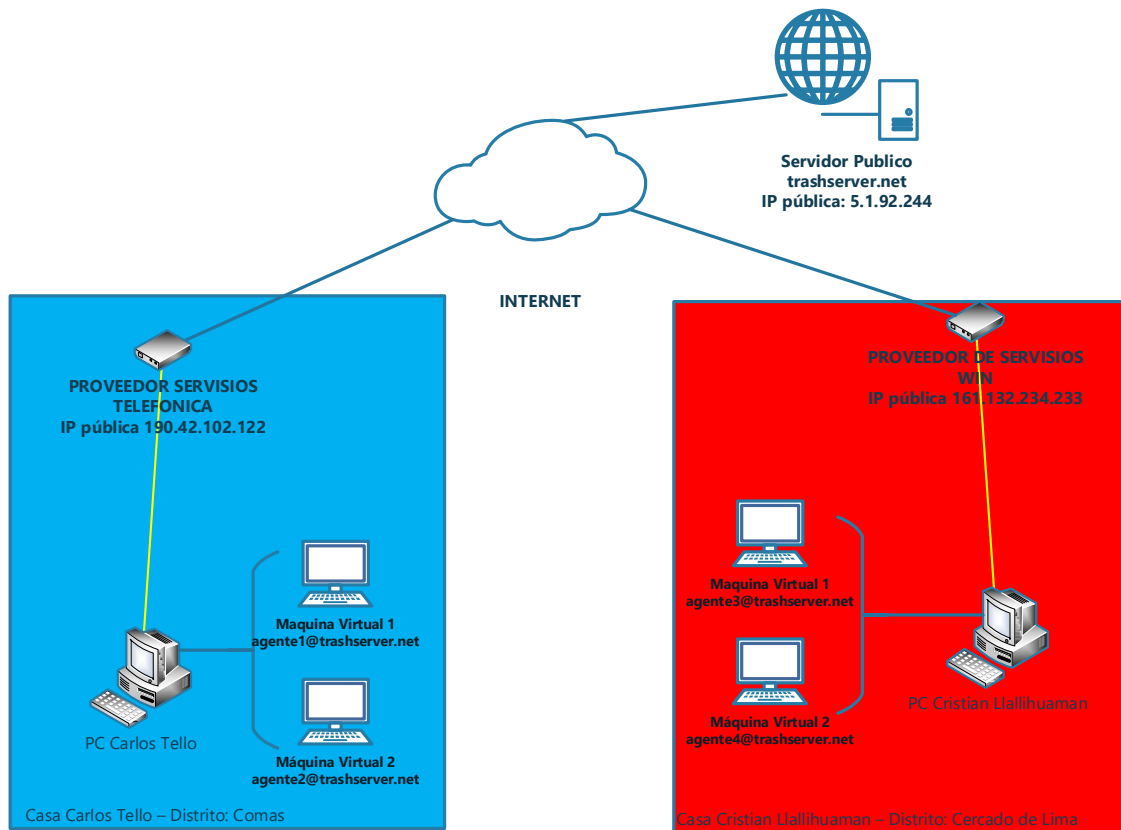 Servidor Publico
trashserver.net
IP pública: 5.1.92.244
INTERNET
PROVEEDOR SERVISIOS
TELEFONICA
IP pública 190.42.102.122
Maquina Virtual 1
agente1@trashserver.net
PC Carlos Tello
Máquina Virtual 2
agente2@trashserver.net
Casa Carlos Tello – Distrito: Comas
PROVEEDOR DE SERVISIOS
WIN
IP pública 161.132.234.233
Maquina Virtual 1
agente3@trashserver.net
PC Cristian Llallihuaman
Máquina Virtual 2
agente4@trashserver.net
Casa Cristian Llallihuaman – Distrito: Cercado de Lima